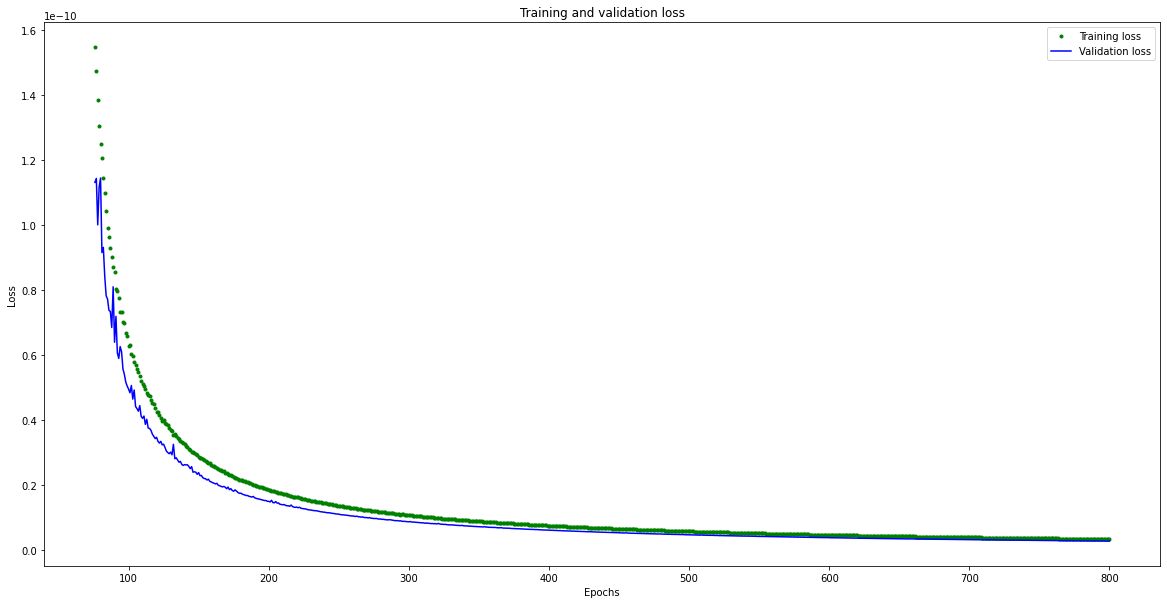 Training and validation loss
1e−10
1.6
1.4
1.2
1.0
0.8
0.6
0.4
0.2
0.0
Loss
Training loss
Validation loss
100 200 300 400 500 600 700 800
Epochs